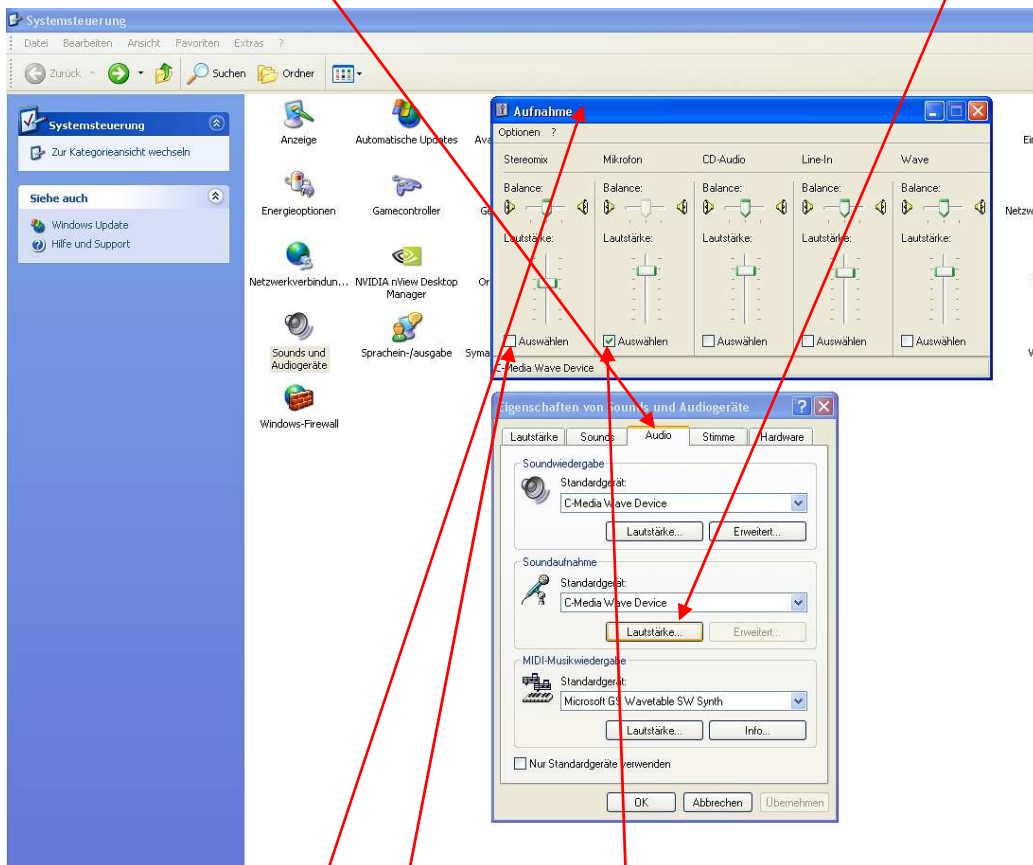 Systemsteuerung
Datei Bearbeiten Ansicht Favoriten Extras ?
Zurück Suchen Ordner
Systemsteuerung
Zur Kategorieansicht wechseln
Siehe auch
Windows Update
Hilfe und Support
Anzeige
Automatische Updates
Ava
Energieoptionen
Gamecontroller
Netzwerkverbindun...
NVIDIA nView Desktop
Manager
Or
Sounds und
Audiogeräte
Sprachein-/ausgabe
Syma
Windows-Firewall
Ei
Netzw
Aufnahme
Optionen ?
Stereomix Mikrofon CD-Audio Line-In Wave
Balance: Balance: Balance: Balance: Balance:
Lautstärke: Lautstärke: Lautstärke: Lautstärke: Lautstärke:
Auswählen Auswählen Auswählen Auswählen Auswählen
C-Media Wave Device
Eigenschaften von Sounds und Audiogeräte
Lautstärke Sounds Audio Stimme Hardware
Soundwiedergabe
Standardgerät:
C-Media Wave Device
Lautstärke... Erweitert...
Soundaufnahme
Standardgerät:
C-Media Wave Device
Lautstärke... Erweitert...
MIDI-Musikwiedergabe
Standardgerät:
Microsoft GS Wavetable SW Synth
Lautstärke... Info...
Nur Standardgeräte verwenden
OK Abbrechen Übernehmen